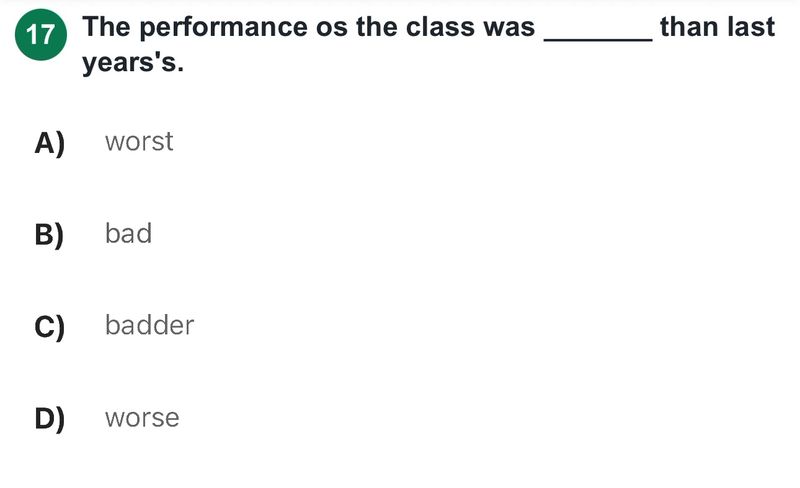 17 The performance os the class was _______ than last
years's.
A) worst
B) bad
C) badder
D) worse